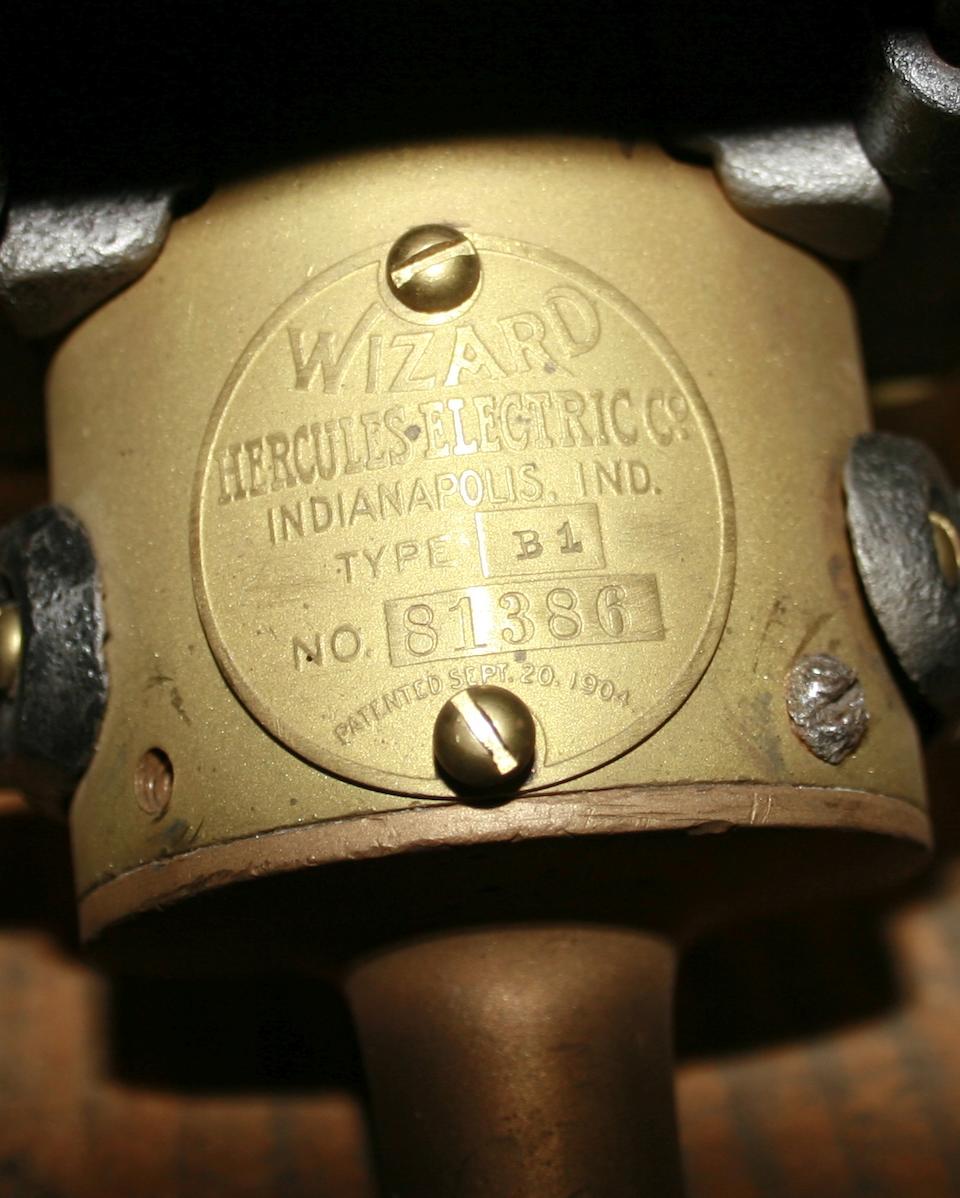 WIZARD
HERCULES ELECTRIC Co.
INDIANAPOLIS, IND.
TYPE B1
NO. 81386
PATENTED SEPT. 20. 1904.